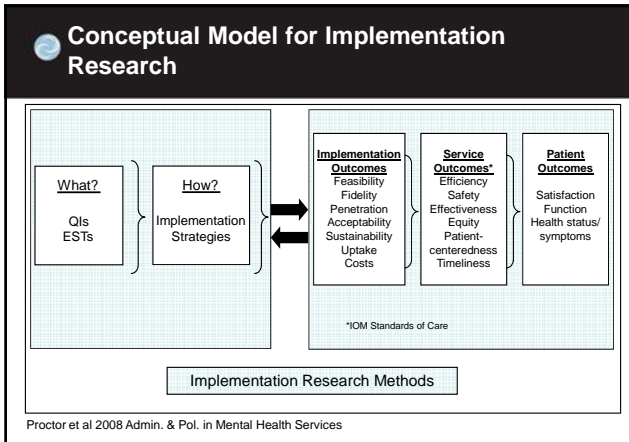 Conceptual Model for Implementation
Research
What?
QIs
ESTs
How?
Implementation
Strategies
Implementation
Outcomes
Feasibility
Fidelity
Penetration
Acceptability
Sustainability
Uptake
Costs
Service
Outcomes*
Efficiency
Safety
Effectiveness
Equity
Patient-
centeredness
Timeliness
Patient
Outcomes
Satisfaction
Function
Health status/
symptoms
*IOM Standards of Care
Implementation Research Methods
Proctor et al 2008 Admin. & Pol. in Mental Health Services